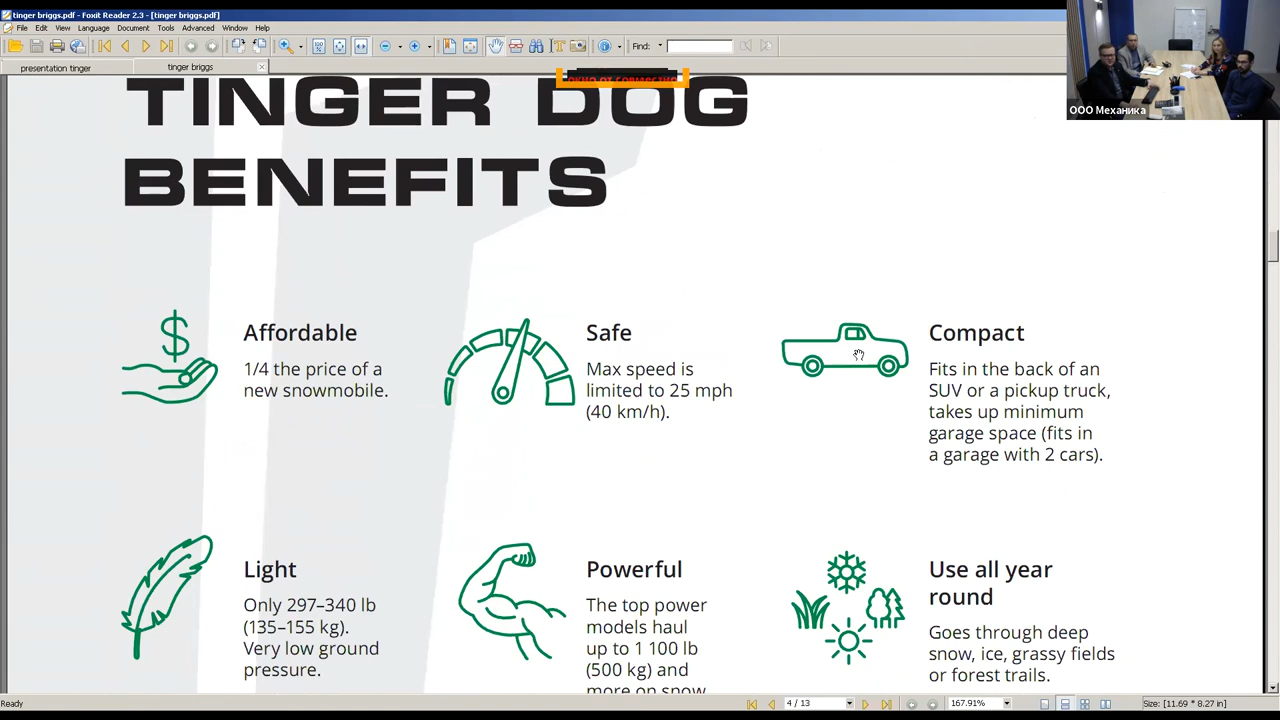 tinger briggs.pdf - Foxit Reader 2.3 - [tinger briggs.pdf]
File Edit View Language Document Tools Advanced Window Help
Find:
presentation tinger
tinger briggs
ООО Механика
TINGER DOG
BENEFITS
Affordable
1/4 the price of a
new snowmobile.
Safe
Max speed is
limited to 25 mph
(40 km/h).
Compact
Fits in the back of an
SUV or a pickup truck,
takes up minimum
garage space (fits in
a garage with 2 cars).
Light
Only 297–340 lb
(135–155 kg).
Very low ground
pressure.
Powerful
The top power
models haul
up to 1 100 lb
(500 kg) and
more on snow
Use all year
round
Goes through deep
snow, ice, grassy fields
or forest trails.
Ready
4 / 13
167.91%
Size: [11.69 * 8.27 in]